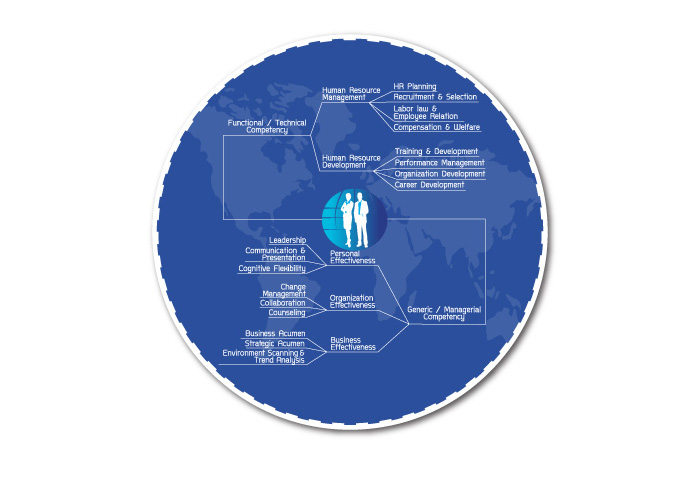 Functional / Technical
Competency
Human Resource
Management
HR Planning
Recruitment & Selection
Labor law &
Employee Relation
Compensation & Welfare
Human Resource
Development
Training & Development
Performance Management
Organization Development
Career Development
Leadership
Communication &
Presentation
Cognitive Flexibility
Personal
Effectiveness
Change
Management
Collaboration
Counseling
Organization
Effectiveness
Generic / Managerial
Competency
Business Acumen
Strategic Acumen
Environment Scanning &
Trend Analysis
Business
Effectiveness